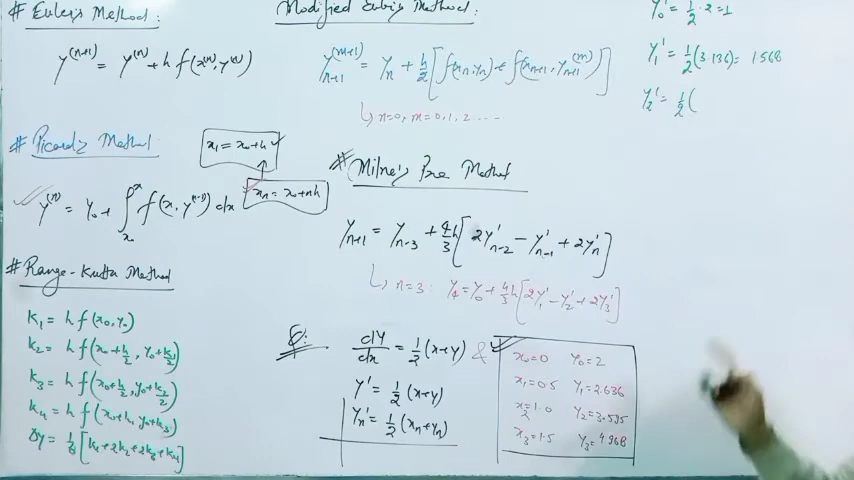 # Euler's Method:
y^(n+1) = y^(n) + h f(x^(n), y^(n))
# Picard's Method
x₁ = x₀+h
xₙ = x₀+nh
y^(n) = y₀ + ∫_{x₀}^{x} f(x, y^(n-1)) dx
# Range-Kutta Method
K₁ = h f(x₀, y₀)
K₂ = h f(x₀+h/2, y₀+K₁/2)
K₃ = h f(x₀+h/2, y₀+K₂/2)
K₄ = h f(x₀+h, y₀+K₃)
Δy = 1/6 [K₁+2K₂+2K₃+K₄]
Modified Euler's Method:
y_{n+1}^{(m+1)} = yₙ + h/2 [f(xₙ, yₙ) + f(x_{n+1}, y_{n+1}^{(m)})]
n=0, m=0,1,2.....
# Milne's Pre Method
y_{n+1} = y_{n-3} + 4h/3 [2y'_{n-2} - y'_{n-1} + 2y'_n]
n=3: y₄ = y₀ + 4h/3 [2y'₁ - y'₂ + 2y'₃]
Q: dy/dx = 1/2 (x+y) &
y' = 1/2 (x+y)
y'ₙ = 1/2 (xₙ+yₙ)
x₀=0 y₀=2
x₁=0.5 y₁=2.636
x₂=1.0 y₂=3.595
x₃=1.5 y₃=4.968
y'₀ = 1/2 · 2 = 1
y'₁ = 1/2 (3.136) = 1.568
y'₂ = 1/2 (